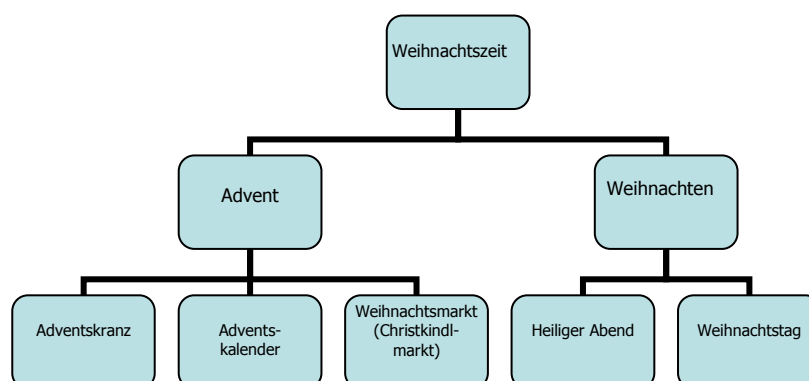 Weihnachtszeit
Advent
Weihnachten
Adventskranz
Advents-
kalender
Weihnachtsmarkt
(Christkindl-
markt)
Heiliger Abend
Weihnachtstag